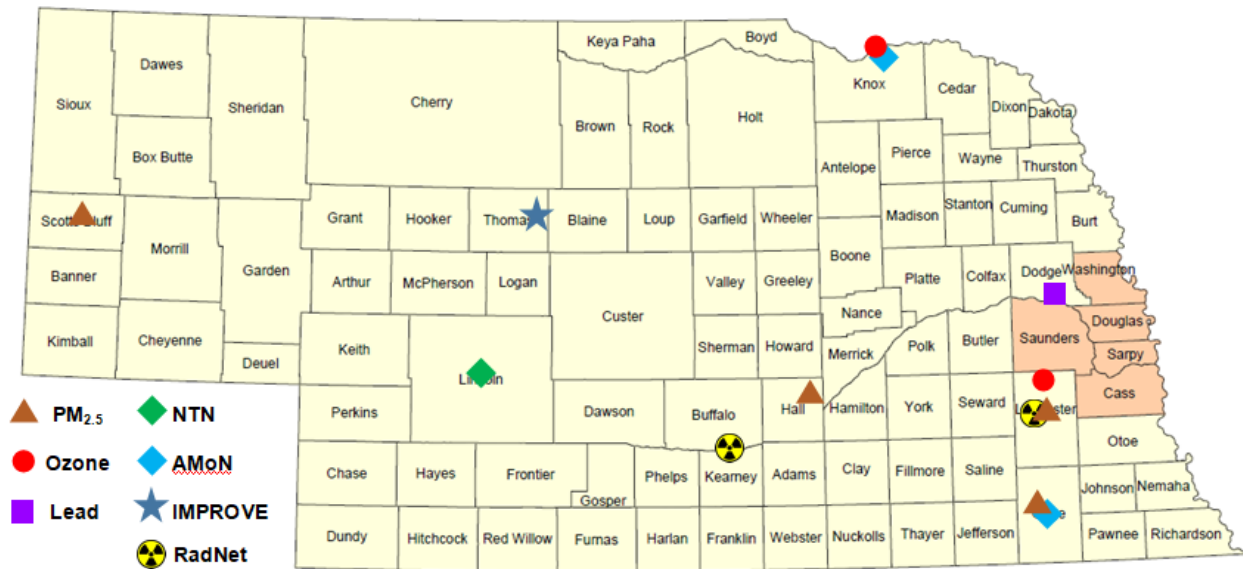 Keya Paha
Boyd
Dawes
Sioux
Sheridan
Cherry
Knox
Cedar
Dixon
Dakota
Brown
Rock
Holt
Box Butte
Pierce
Wayne
Antelope
Thurston
Scotts Bluff
Grant
Hooker
Thomas
Blaine
Loup
Garfield
Wheeler
Madison
Stanton
Cuming
Burt
Morrill
Banner
Garden
Arthur
McPherson
Logan
Valley
Greeley
Boone
Platte
Colfax
Dodge
Washington
Custer
Nance
Douglas
Kimball
Cheyenne
Deuel
Keith
Sherman
Howard
Merrick
Polk
Butler
Saunders
Sarpy
Lincoln
Cass
Perkins
Dawson
Buffalo
Hall
Hamilton
York
Seward
Otoe
Chase
Hayes
Frontier
Gosper
Phelps
Kearney
Adams
Clay
Fillmore
Saline
Johnson
Nemaha
Dundy
Hitchcock
Red Willow
Furnas
Harlan
Franklin
Webster
Nuckolls
Thayer
Jefferson
Pawnee
Richardson
PM2.5
NTN
Ozone
AMoN
Lead
IMPROVE
RadNet